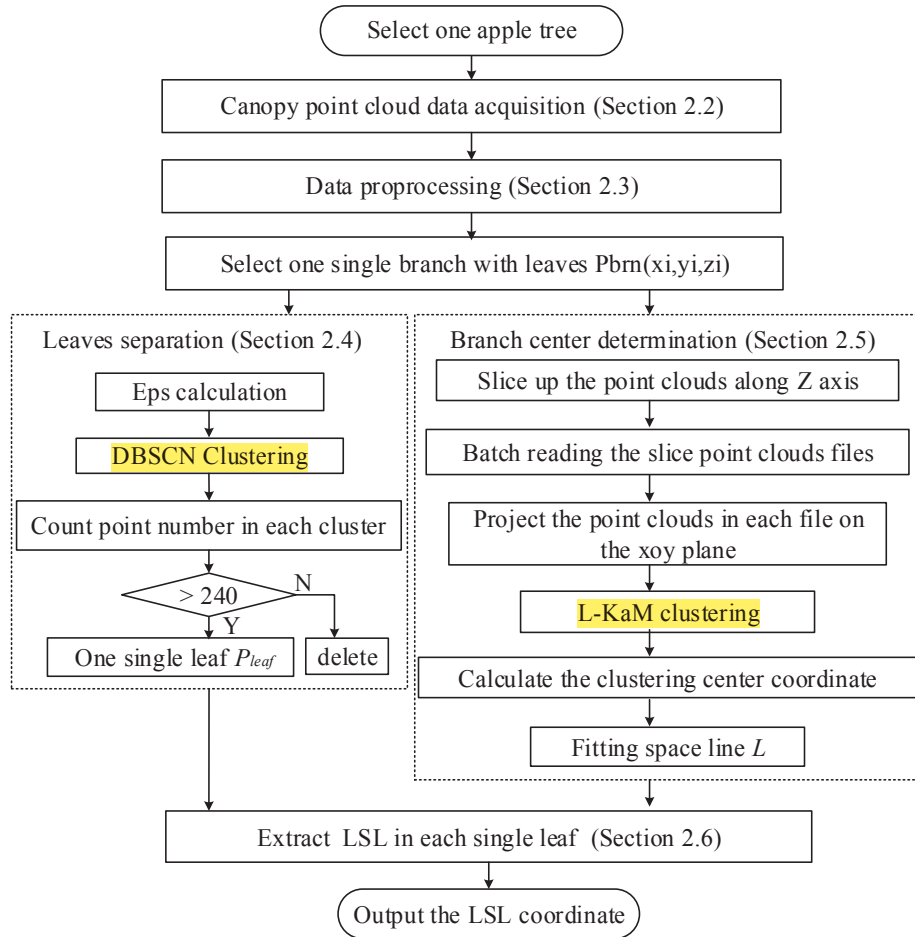 Select one apple tree
Canopy point cloud data acquisition (Section 2.2)
Data proprocessing (Section 2.3)
Select one single branch with leaves Pbrn(xi,yi,zi)
Leaves separation (Section 2.4)
Eps calculation
DBSCN Clustering
Count point number in each cluster
> 240
N
Y
One single leaf Pleaf
delete
Branch center determination (Section 2.5)
Slice up the point clouds along Z axis
Batch reading the slice point clouds files
Project the point clouds in each file on
the xoy plane
L-KaM clustering
Calculate the clustering center coordinate
Fitting space line L
Extract LSL in each single leaf (Section 2.6)
Output the LSL coordinate